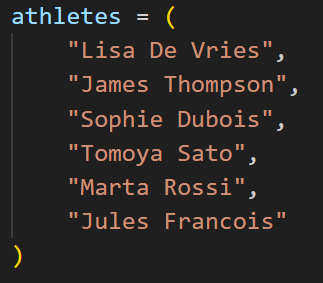 athletes = (
    "Lisa De Vries",
    "James Thompson",
    "Sophie Dubois",
    "Tomoya Sato",
    "Marta Rossi",
    "Jules Francois"
)